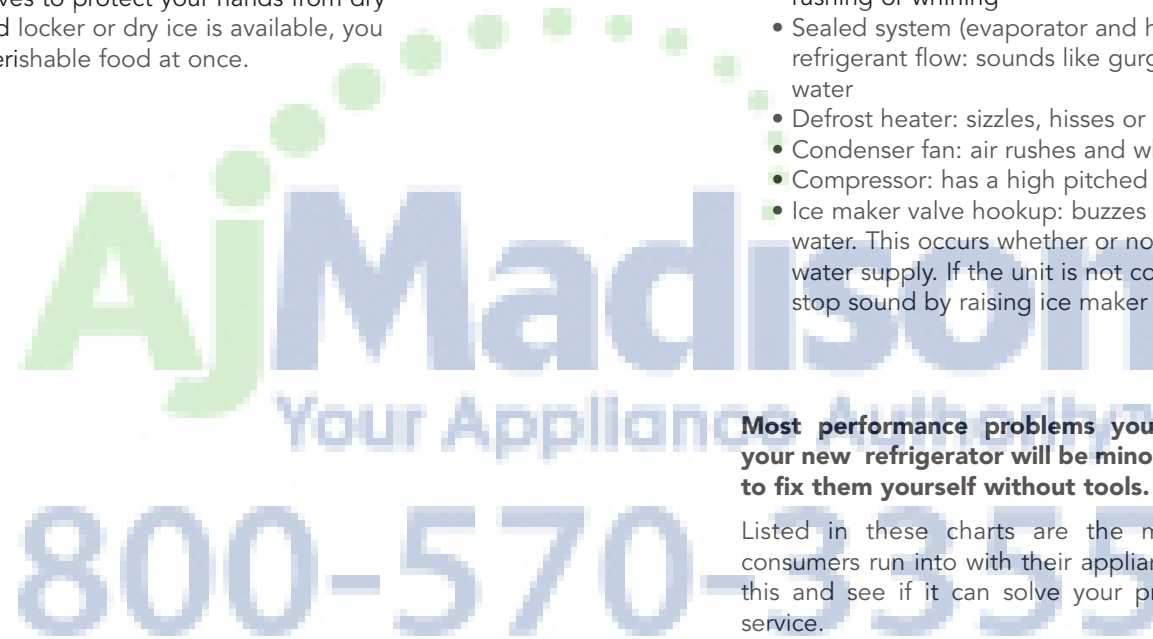 ves to protect your hands from dry
d locker or dry ice is available, you
erishable food at once.
rushing or whining
• Sealed system (evaporator and h
refrigerant flow: sounds like gurg
water
• Defrost heater: sizzles, hisses or
• Condenser fan: air rushes and w
• Compressor: has a high pitched
• Ice maker valve hookup: buzzes
water. This occurs whether or no
water supply. If the unit is not co
stop sound by raising ice maker
AjMadison
Your Appliance Authority™
800-570-3355
Most performance problems you
your new refrigerator will be mino
to fix them yourself without tools.
Listed in these charts are the m
consumers run into with their applian
this and see if it can solve your pr
service.